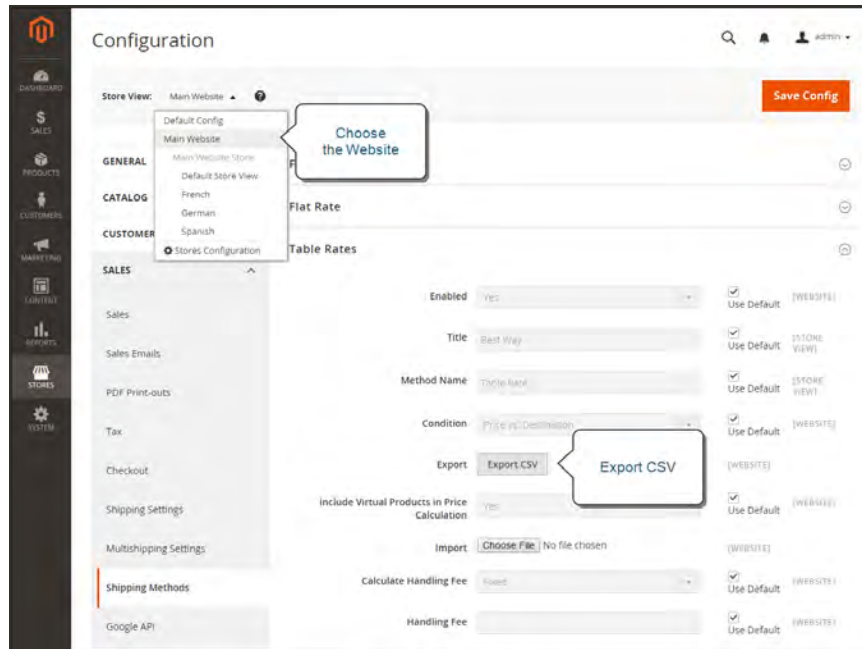 Configuration
admin
DASHBOARD
SALES
PRODUCTS
CUSTOMERS
MARKETING
CONTENT
REPORTS
STORES
SYSTEM
Store View: Main Website
Save Config
Default Config
Main Website
Main Website Store
Default Store View
French
German
Spanish
Stores Configuration
Choose
the Website
GENERAL
CATALOG
CUSTOMER
SALES
Sales
Sales Emails
PDF Print-outs
Tax
Checkout
Shipping Settings
Multishipping Settings
Shipping Methods
Google API
F
Flat Rate
Table Rates
Enabled Yes Use Default [WEBSITE]
Title Best Way Use Default [STORE
VIEW]
Method Name Table Rate Use Default [STORE
VIEW]
Condition Price vs. Destination Use Default [WEBSITE]
Export Export CSV [WEBSITE]
Export CSV
Include Virtual Products in Price
Calculation Yes Use Default [WEBSITE]
Import Choose File No file chosen [WEBSITE]
Calculate Handling Fee Fixed Use Default [WEBSITE]
Handling Fee Use Default [WEBSITE]